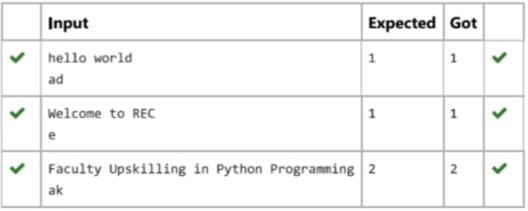 Input Expected Got
hello world 1 1
ad
Welcome to REC 1 1
e
Faculty Upskilling in Python Programming 2 2
ak